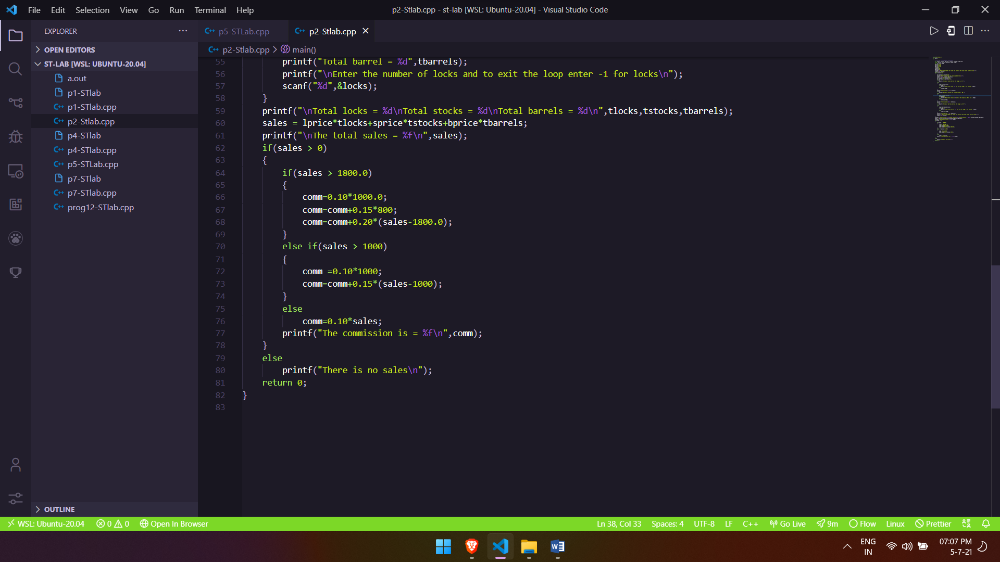 File Edit Selection View Go Run Terminal Help
p2-Stlab.cpp - st-lab [WSL: Ubuntu-20.04] - Visual Studio Code
EXPLORER
OPEN EDITORS
ST-LAB [WSL: UBUNTU-20.04]
a.out
p1-STlab
p1-STlab.cpp
p2-Stlab.cpp
p4-STlab
p4-STlab.cpp
p5-STLab.cpp
p7-STlab
p7-STlab.cpp
prog12-STlab.cpp
OUTLINE
p5-STLab.cpp p2-Stlab.cpp
p2-Stlab.cpp > main()
55 printf("Total barrel = %d",tbarrels);
56 printf("\nEnter the number of locks and to exit the loop enter -1 for locks\n");
57 scanf("%d",&locks);
58 }
59 printf("\nTotal locks = %d\nTotal stocks = %d\nTotal barrels = %d\n",tlocks,tstocks,tbarrels);
60 sales = lprice*tlocks+sprice*tstocks+bprice*tbarrels;
61 printf("\nThe total sales = %f\n",sales);
62 if(sales > 0)
63 {
64 if(sales > 1800.0)
65 {
66 comm=0.10*1000.0;
67 comm=comm+0.15*800;
68 comm=comm+0.20*(sales-1800.0);
69 }
70 else if(sales > 1000)
71 {
72 comm =0.10*1000;
73 comm=comm+0.15*(sales-1000);
74 }
75 else
76 comm=0.10*sales;
77 printf("The commission is = %f\n",comm);
78 }
79 else
80 printf("There is no sales\n");
81 return 0;
82 }
83
WSL: Ubuntu-20.04 0 0 Open In Browser Ln 38, Col 33 Spaces: 4 UTF-8 LF C++ Go Live 9m Flow Linux Prettier
ENG
IN
07:07 PM
5-7-21